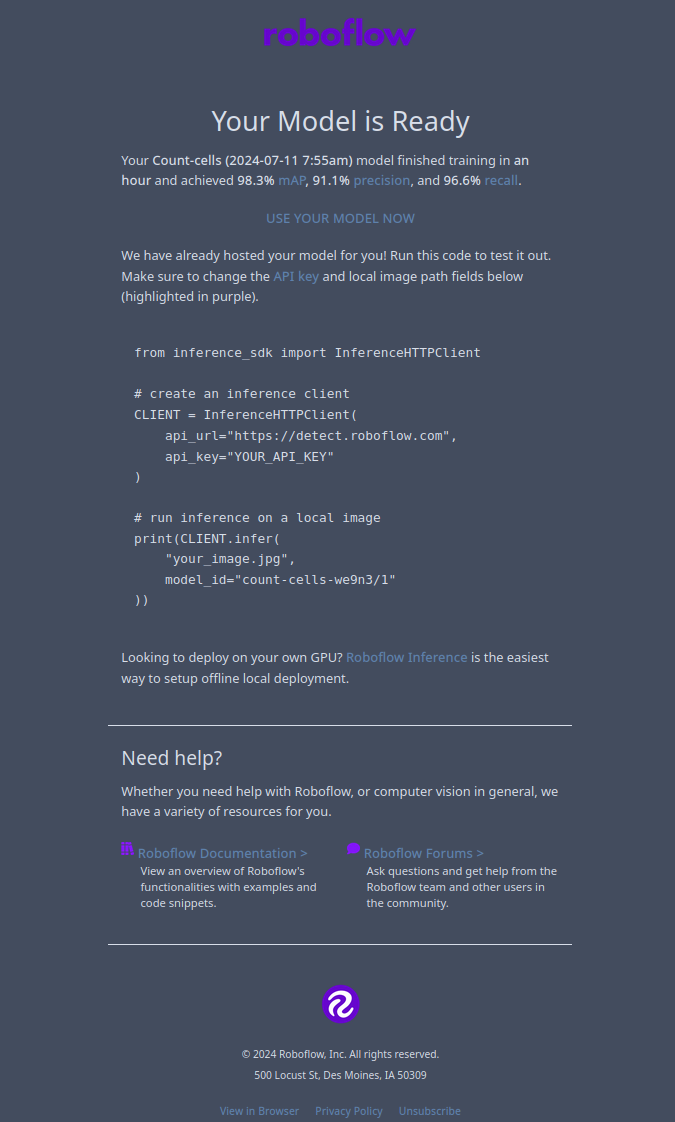 roboflow
Your Model is Ready
Your Count-cells (2024-07-11 7:55am) model finished training in an
hour and achieved 98.3% mAP, 91.1% precision, and 96.6% recall.
USE YOUR MODEL NOW
We have already hosted your model for you! Run this code to test it out.
Make sure to change the API key and local image path fields below
(highlighted in purple).
from inference_sdk import InferenceHTTPClient
# create an inference client
CLIENT = InferenceHTTPClient(
    api_url="https://detect.roboflow.com",
    api_key="YOUR_API_KEY"
)
# run inference on a local image
print(CLIENT.infer(
    "your_image.jpg",
    model_id="count-cells-we9n3/1"
))
Looking to deploy on your own GPU? Roboflow Inference is the easiest
way to setup offline local deployment.
Need help?
Whether you need help with Roboflow, or computer vision in general, we
have a variety of resources for you.
Roboflow Documentation >
View an overview of Roboflow's
functionalities with examples and
code snippets.
Roboflow Forums >
Ask questions and get help from the
Roboflow team and other users in
the community.
© 2024 Roboflow, Inc. All rights reserved.
500 Locust St, Des Moines, IA 50309
View in Browser Privacy Policy Unsubscribe